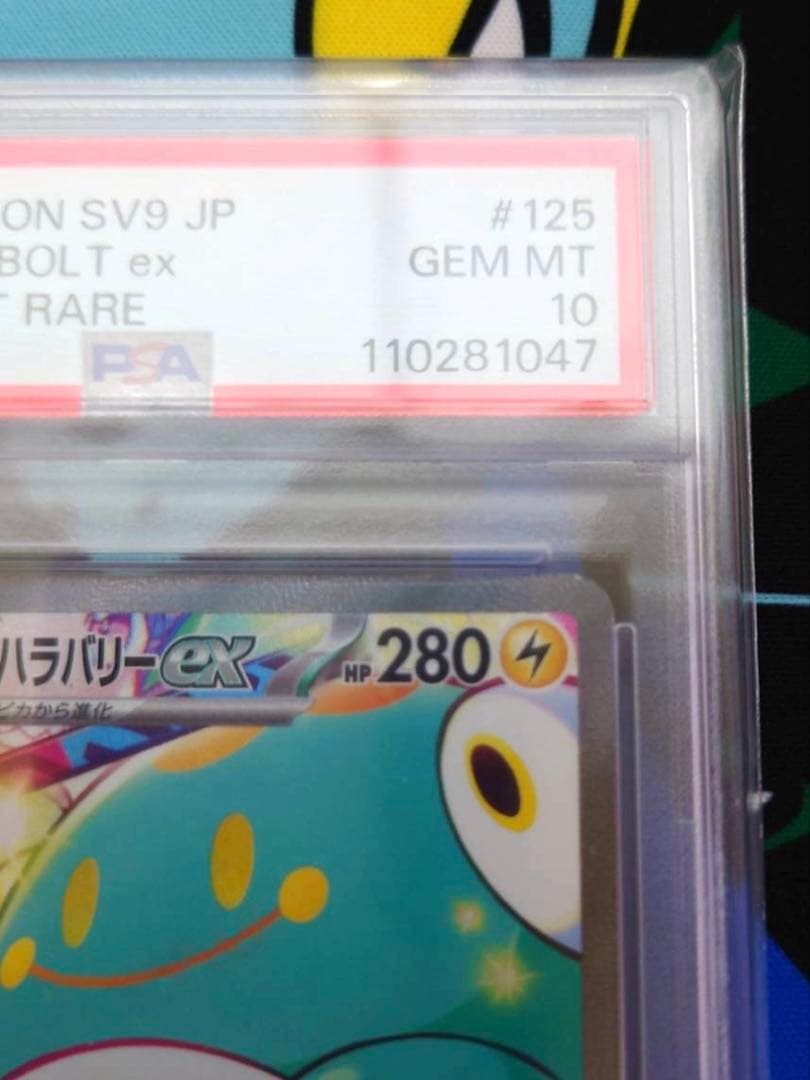 ON SV9 JP #125
BOLT ex GEM MT
T RARE 10
PSA 110281047
ハラバリーex HP 280
ピカから進化